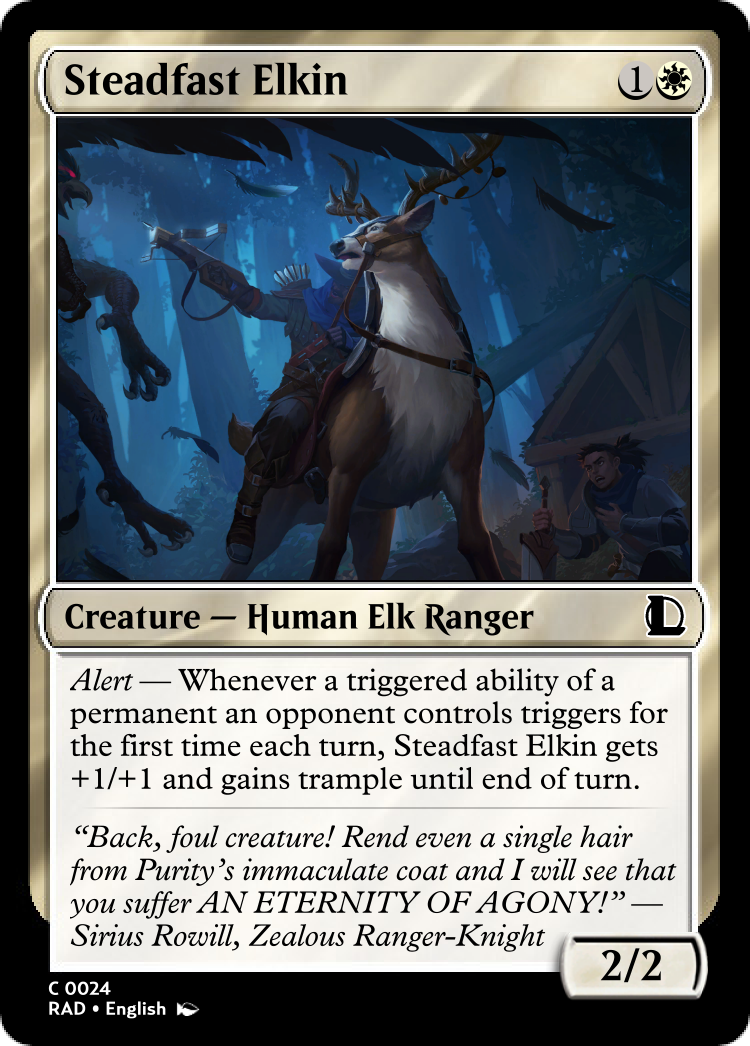 Steadfast Elkin
1
Creature — Human Elk Ranger
Alert — Whenever a triggered ability of a
permanent an opponent controls triggers for
the first time each turn, Steadfast Elkin gets
+1/+1 and gains trample until end of turn.
“Back, foul creature! Rend even a single hair
from Purity’s immaculate coat and I will see that
you suffer AN ETERNITY OF AGONY!” —
Sirius Rowill, Zealous Ranger-Knight
2/2
C 0024
RAD • English